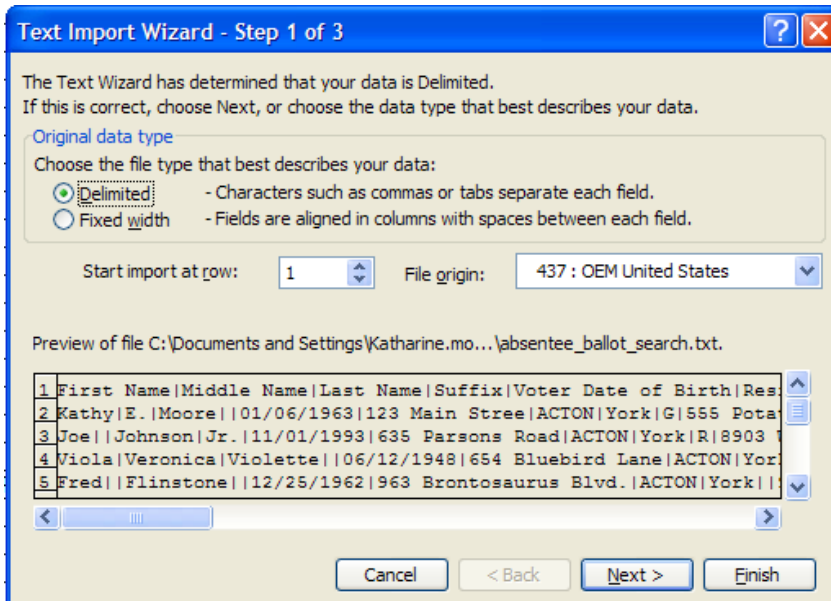 Text Import Wizard - Step 1 of 3
The Text Wizard has determined that your data is Delimited.
If this is correct, choose Next, or choose the data type that best describes your data.
Original data type
Choose the file type that best describes your data:
Delimited - Characters such as commas or tabs separate each field.
Fixed width - Fields are aligned in columns with spaces between each field.
Start import at row: 1 File origin: 437 : OEM United States
Preview of file C:\Documents and Settings\Katharine.mo...\absentee_ballot_search.txt.
1 First Name|Middle Name|Last Name|Suffix|Voter Date of Birth|Res
2 Kathy|E.|Moore||01/06/1963|123 Main Stree|ACTON|York|G|555 Pota
3 Joe||Johnson|Jr.|11/01/1993|635 Parsons Road|ACTON|York|R|8903
4 Viola|Veronica|Violette||06/12/1948|654 Bluebird Lane|ACTON|Yor
5 Fred||Flinstone||12/25/1962|963 Brontosaurus Blvd.|ACTON|York||
Cancel < Back Next > Finish